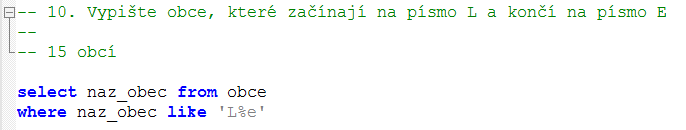 -- 10. Vypište obce, které začínají na písmo L a končí na písmo E
--
-- 15 obcí
select naz_obec from obce
where naz_obec like 'L%e'